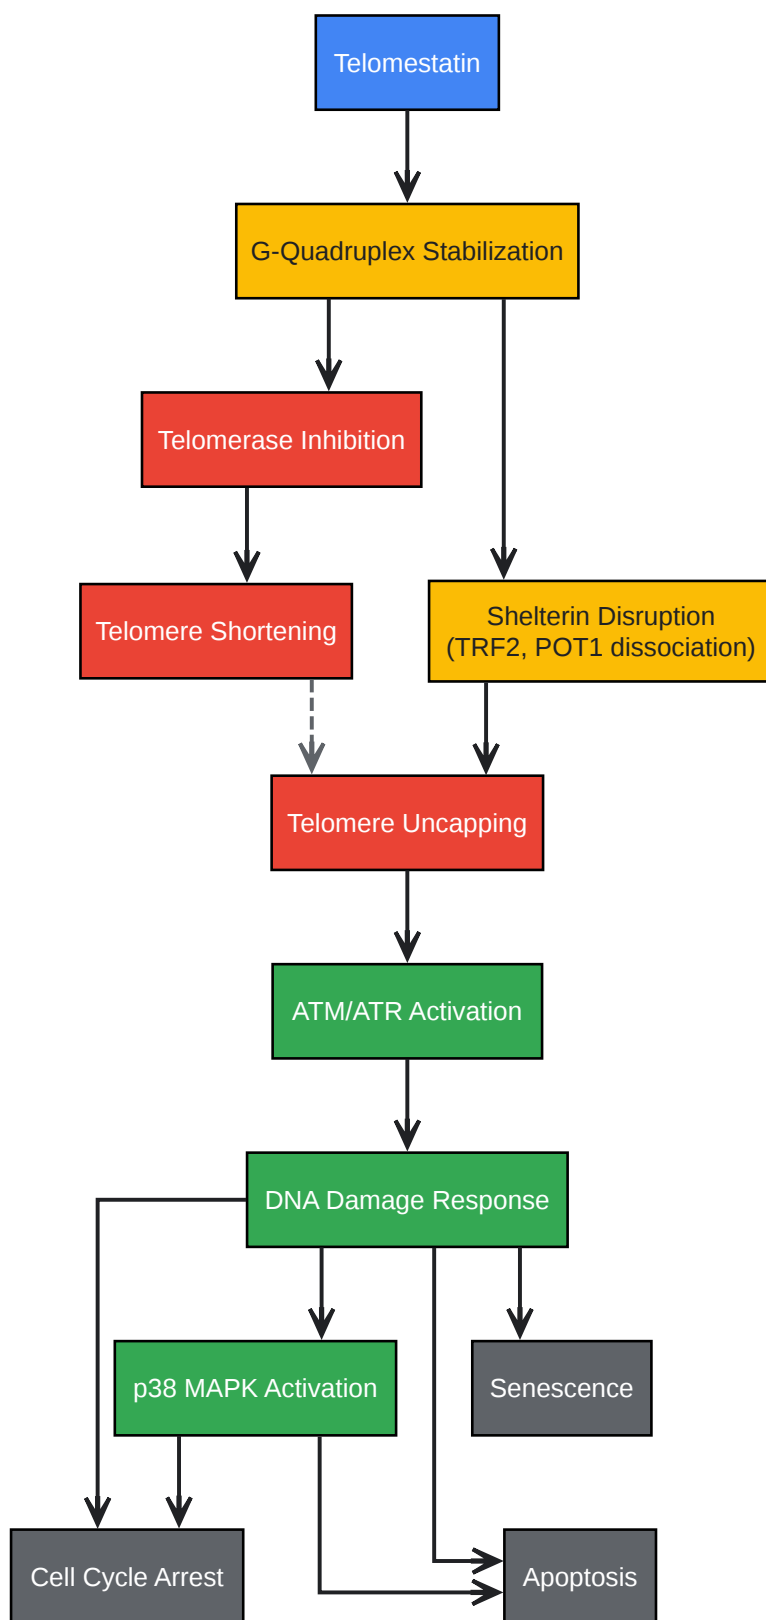 Telomestatin
G-Quadruplex Stabilization
Telomerase Inhibition
Telomere Shortening
Shelterin Disruption
(TRF2, POT1 dissociation)
Telomere Uncapping
ATM/ATR Activation
DNA Damage Response
p38 MAPK Activation
Senescence
Cell Cycle Arrest
Apoptosis